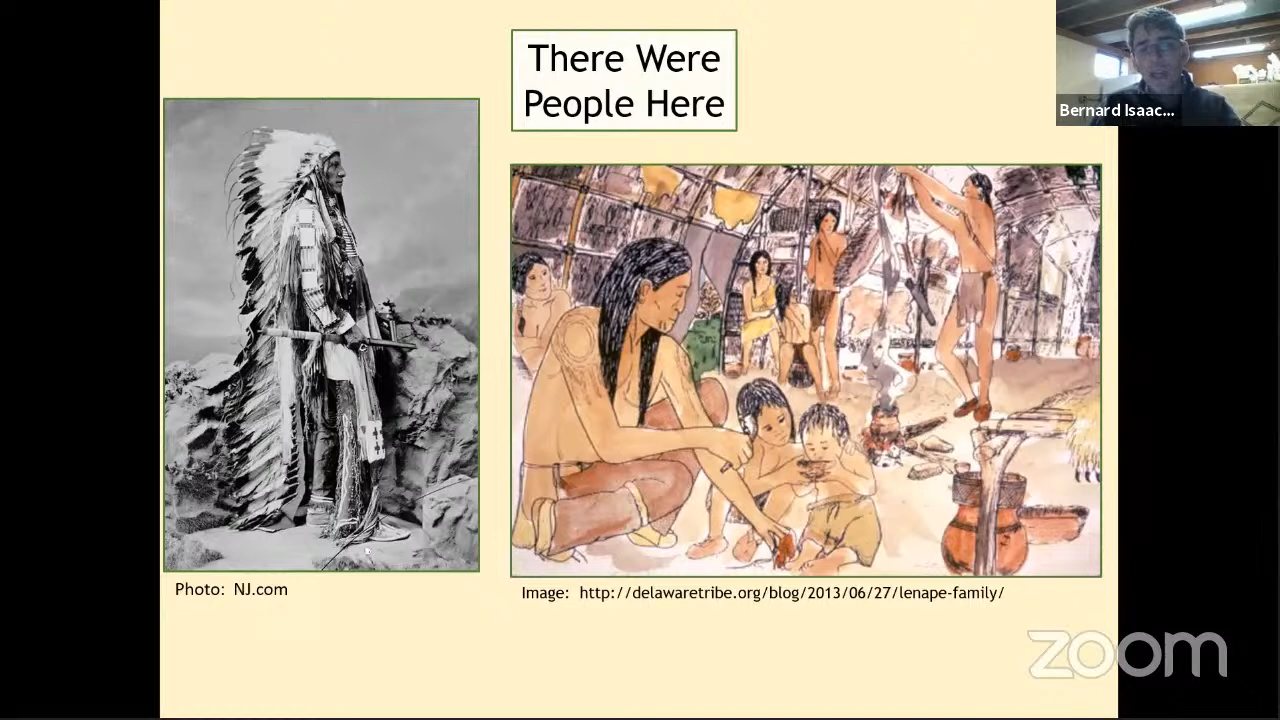 There Were
People Here
Bernard Isaac...
Photo: NJ.com
Image: http://delawaretribe.org/blog/2013/06/27/lenape-family/
zoom